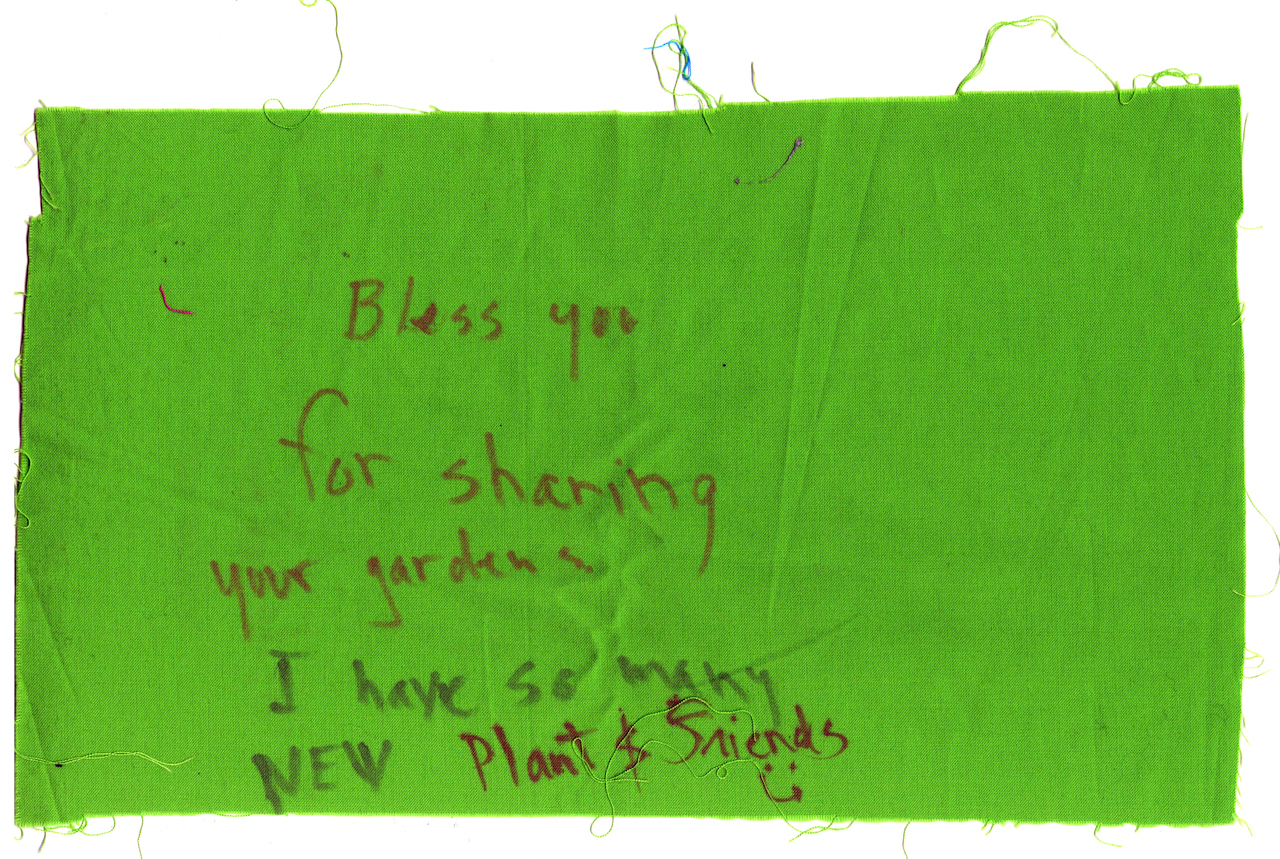 Bless you
for sharing
your gardens
I have so many
NEW Plant & Friends